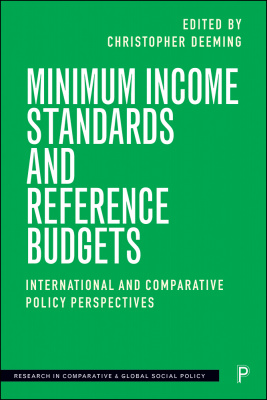 EDITED BY
CHRISTOPHER DEEMING
MINIMUM INCOME
STANDARDS
AND
REFERENCE
BUDGETS
INTERNATIONAL AND COMPARATIVE
POLICY PERSPECTIVES
RESEARCH IN COMPARATIVE & GLOBAL SOCIAL POLICY
P